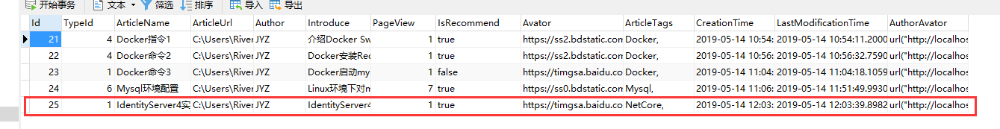 开始事务 文本 筛选 排序 导入 导出
Id TypeId ArticleName ArticleUrl Author Introduce PageView IsRecommend Avator ArticleTags CreationTime LastModificationTime AuthorAvator
21 4 Docker指令1 C:\Users\River JYZ 介绍Docker Sw 1 true https://ss2.bdstatic.com Docker, 2019-05-14 10:54: 2019-05-14 10:54:11.2000 url("http://localhos
22 4 Docker命令2 C:\Users\River JYZ Docker安装Rec 1 true https://ss2.bdstatic.com Docker, 2019-05-14 10:56: 2019-05-14 10:56:32.7590 url("http://localhos
23 1 Docker命令3 C:\Users\River JYZ Docker启动my 1 false https://timgsa.baidu.co Docker, 2019-05-14 11:04: 2019-05-14 11:04:18.1059 url("http://localhos
24 6 Mysql环境配置 C:\Users\River JYZ Linux环境下对m 7 true https://ss0.bdstatic.com Mysql, 2019-05-14 11:06: 2019-05-14 11:51:49.9930 url("http://localhos
25 1 IdentityServer4实 C:\Users\River JYZ IdentityServer4 1 true https://timgsa.baidu.co NetCore, 2019-05-14 12:03: 2019-05-14 12:03:39.8982 url("http://localhos